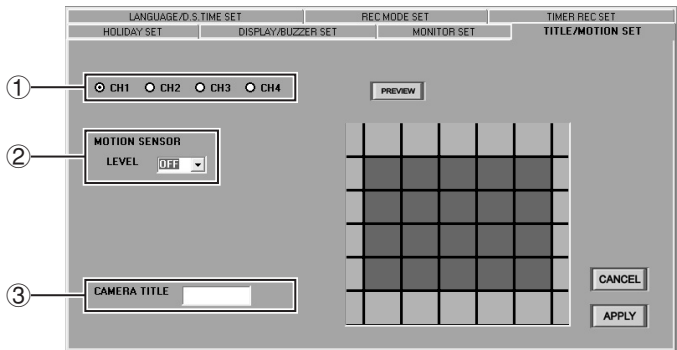 LANGUAGE/D.S.TIME SET REC MODE SET TIMER REC SET
HOLIDAY SET DISPLAY/BUZZER SET MONITOR SET TITLE/MOTION SET
① CH1 CH2 CH3 CH4
PREVIEW
MOTION SENSOR
② LEVEL OFF
③ CAMERA TITLE
CANCEL
APPLY